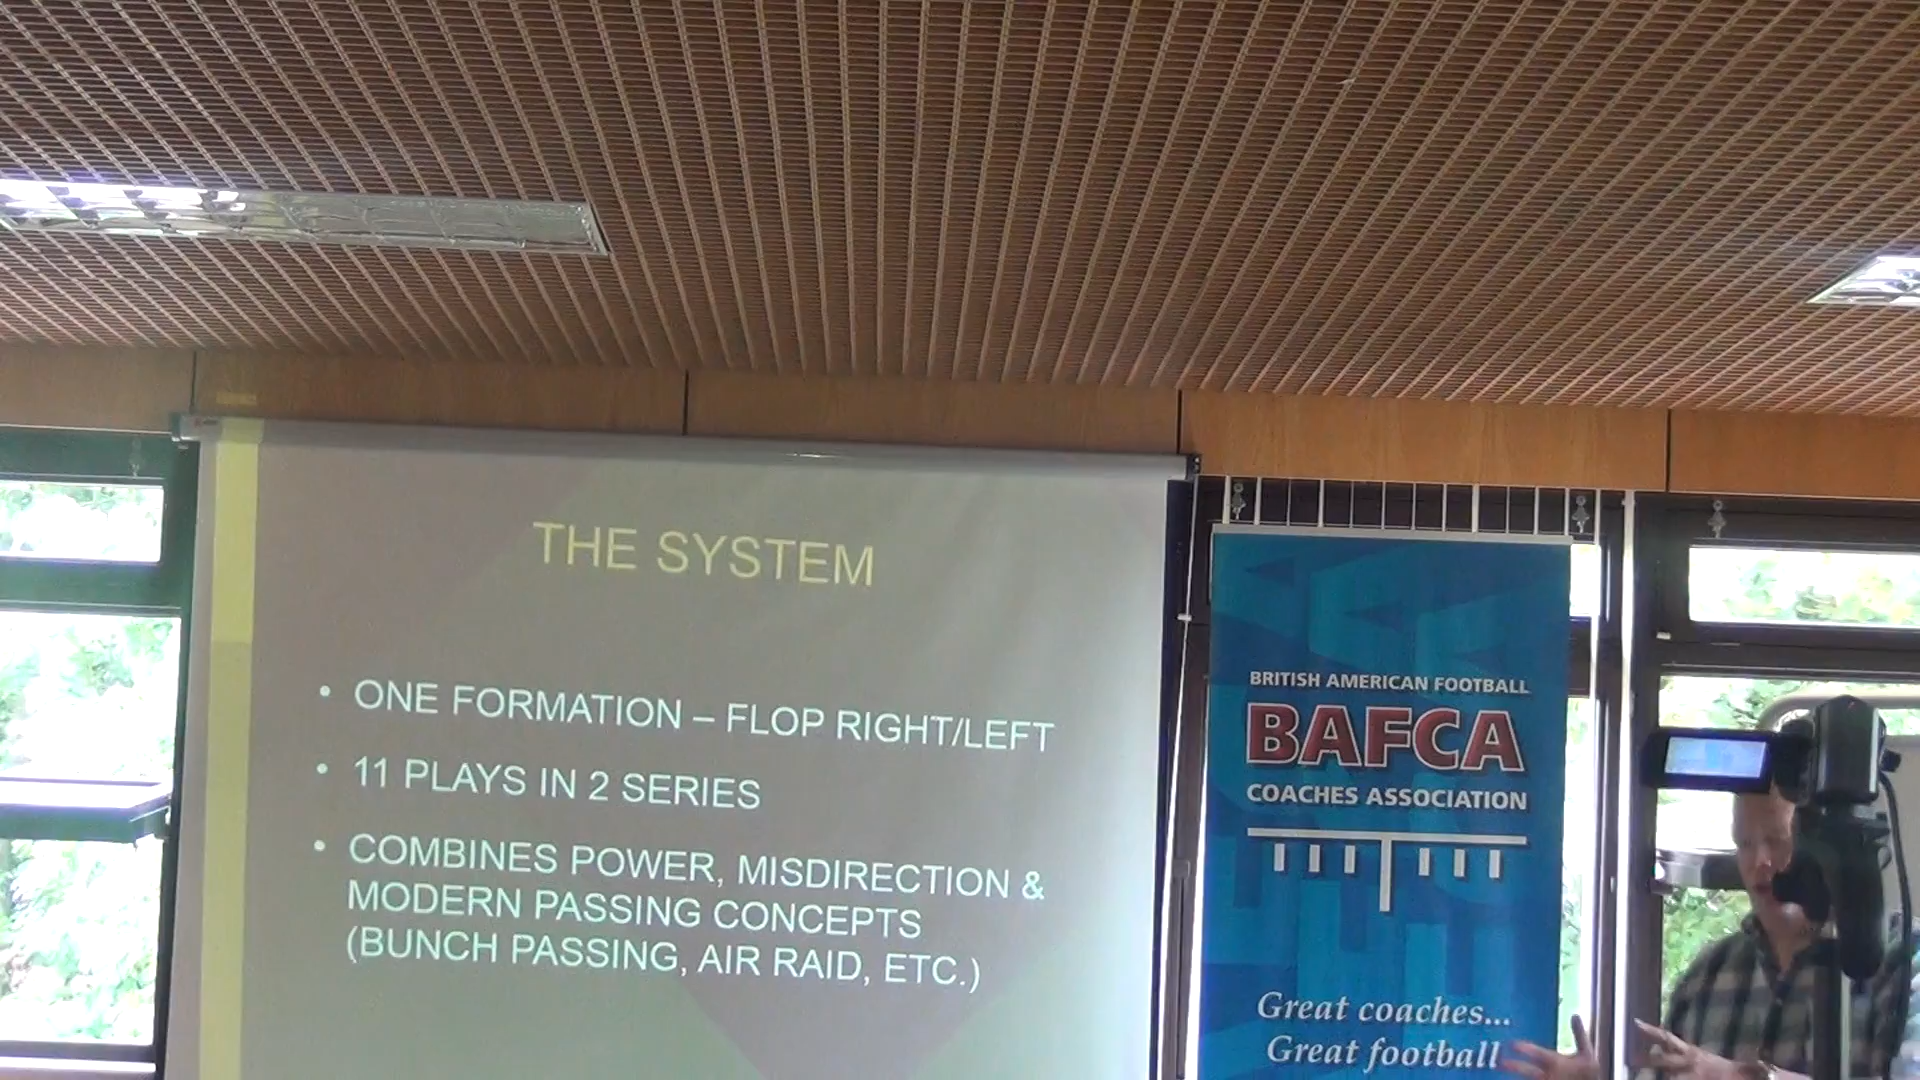 THE SYSTEM
• ONE FORMATION – FLOP RIGHT/LEFT
• 11 PLAYS IN 2 SERIES
• COMBINES POWER, MISDIRECTION &
MODERN PASSING CONCEPTS
(BUNCH PASSING, AIR RAID, ETC.)
BRITISH AMERICAN FOOTBALL
BAFCA
COACHES ASSOCIATION
Great coaches...
Great football